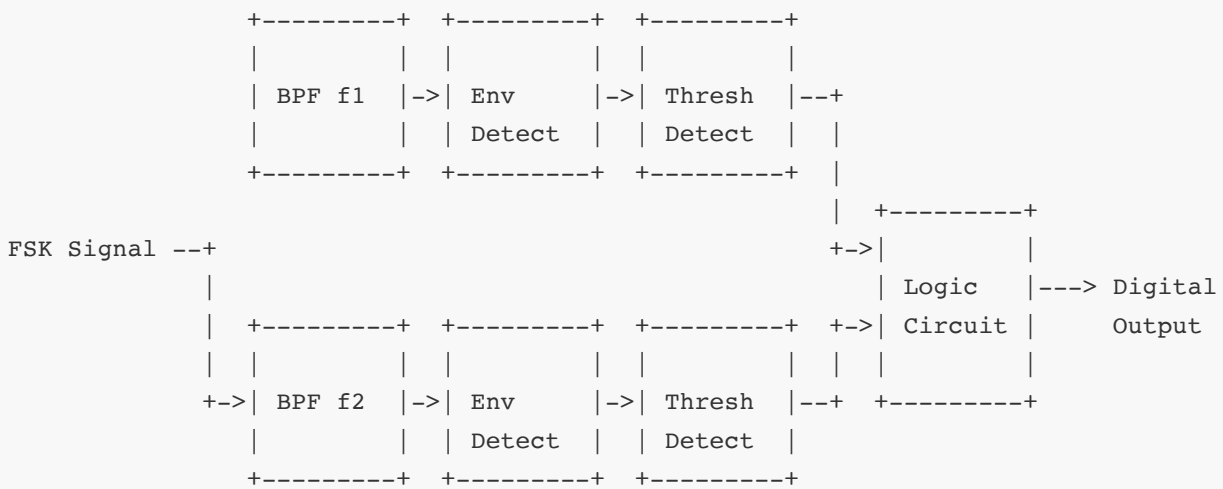 BPF f1 Env Thresh
Detect Detect
FSK Signal
Logic Digital
Circuit Output
BPF f2 Env Thresh
Detect Detect